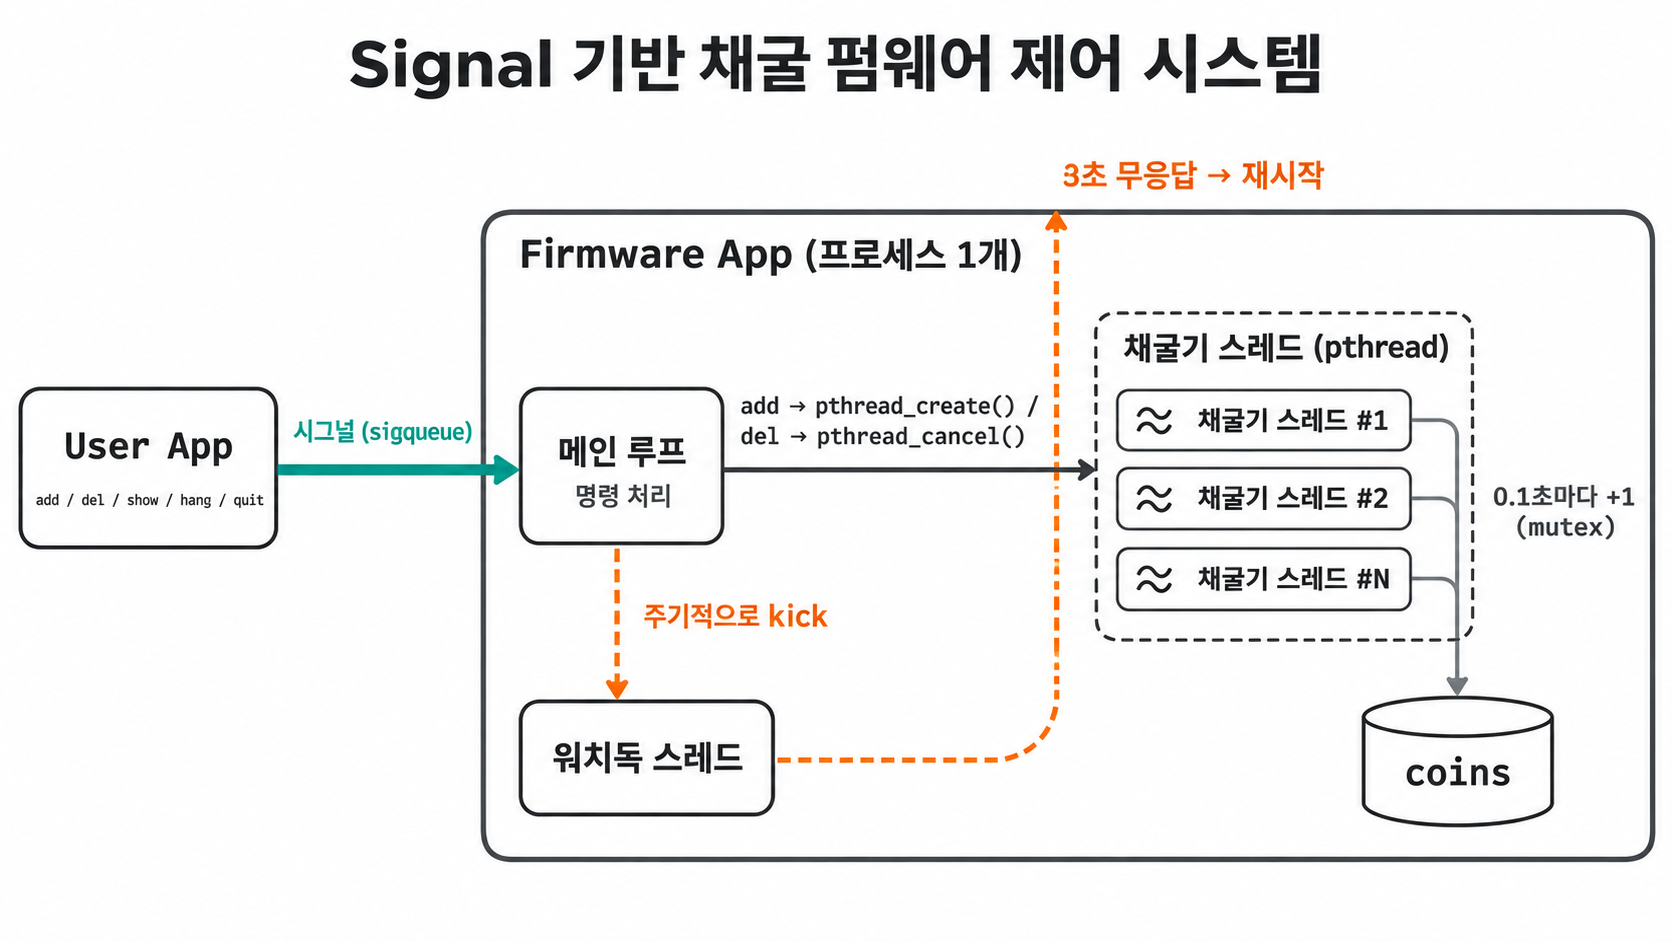 Signal 기반 채굴 펌웨어 제어 시스템
3초 무응답 → 재시작
Firmware App (프로세스 1개)
User App
add / del / show / hang / quit
시그널 (sigqueue)
메인 루프
명령 처리
add → pthread_create() /
del → pthread_cancel()
채굴기 스레드 (pthread)
채굴기 스레드 #1
채굴기 스레드 #2
채굴기 스레드 #N
0.1초마다 +1
(mutex)
주기적으로 kick
워치독 스레드
coins